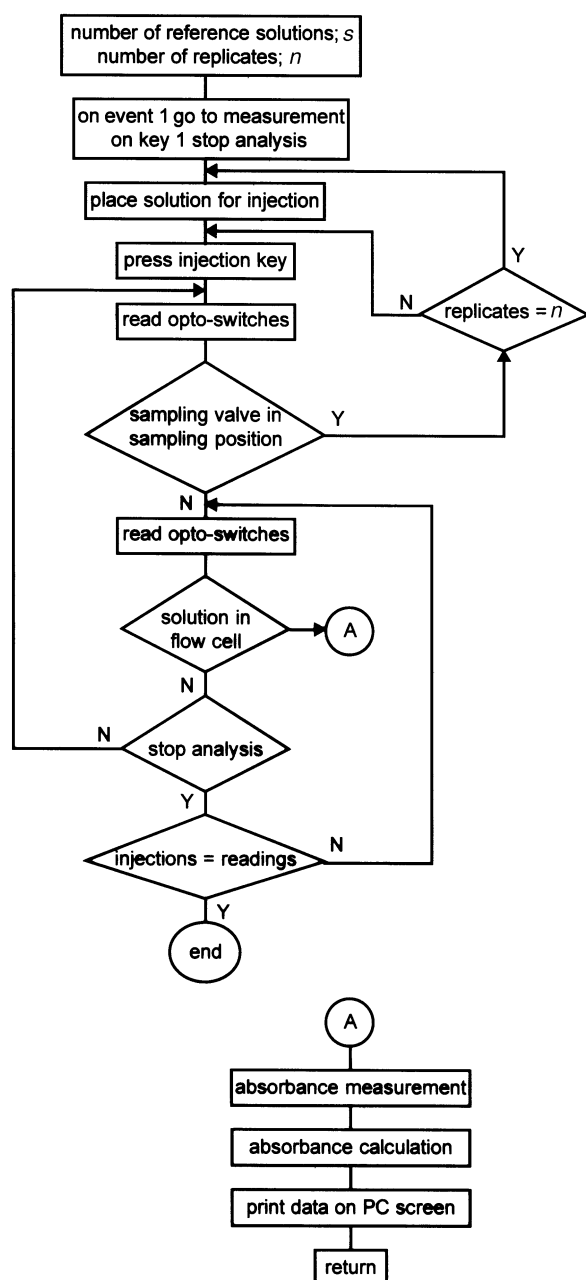 number of reference solutions; s
number of replicates; n
on event 1 go to measurement
on key 1 stop analysis
place solution for injection
press injection key
Y
N
replicates = n
read opto-switches
sampling valve in
sampling position
Y
N
read opto-switches
solution in
flow cell
A
N
N
stop analysis
Y
injections = readings
N
Y
end
A
absorbance measurement
absorbance calculation
print data on PC screen
return